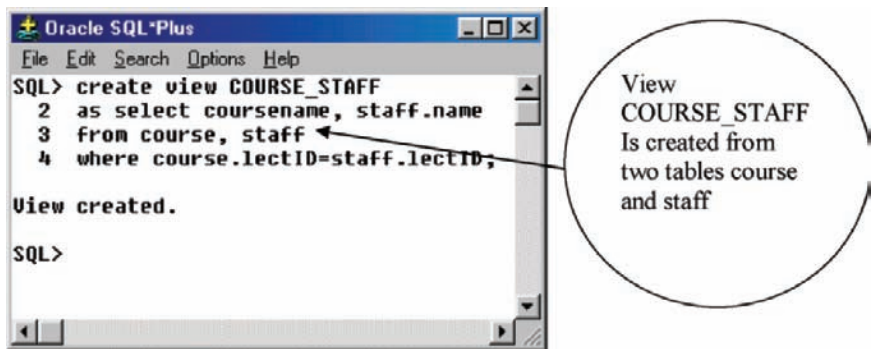 Oracle SQL*Plus
File Edit Search Options Help
SQL> create view COURSE_STAFF
2 as select coursename, staff.name
3 from course, staff
4 where course.lectID=staff.lectID;
View created.
SQL>
View
COURSE_STAFF
Is created from
two tables course
and staff